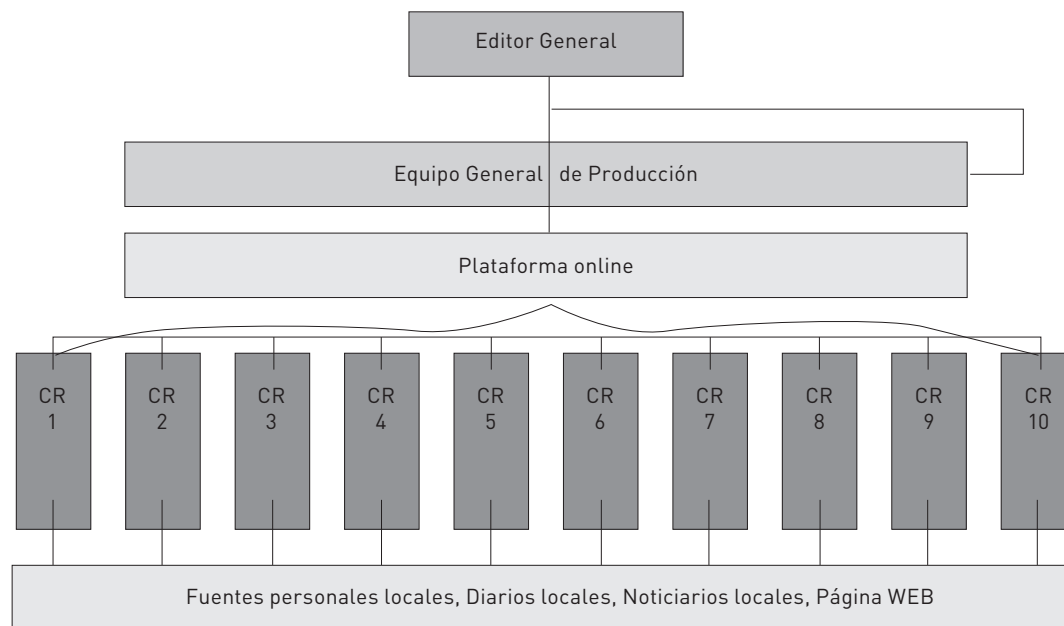 Editor General
Equipo General de Producción
Plataforma online
CR
1
CR
2
CR
3
CR
4
CR
5
CR
6
CR
7
CR
8
CR
9
CR
10
Fuentes personales locales, Diarios locales, Noticiarios locales, Página WEB